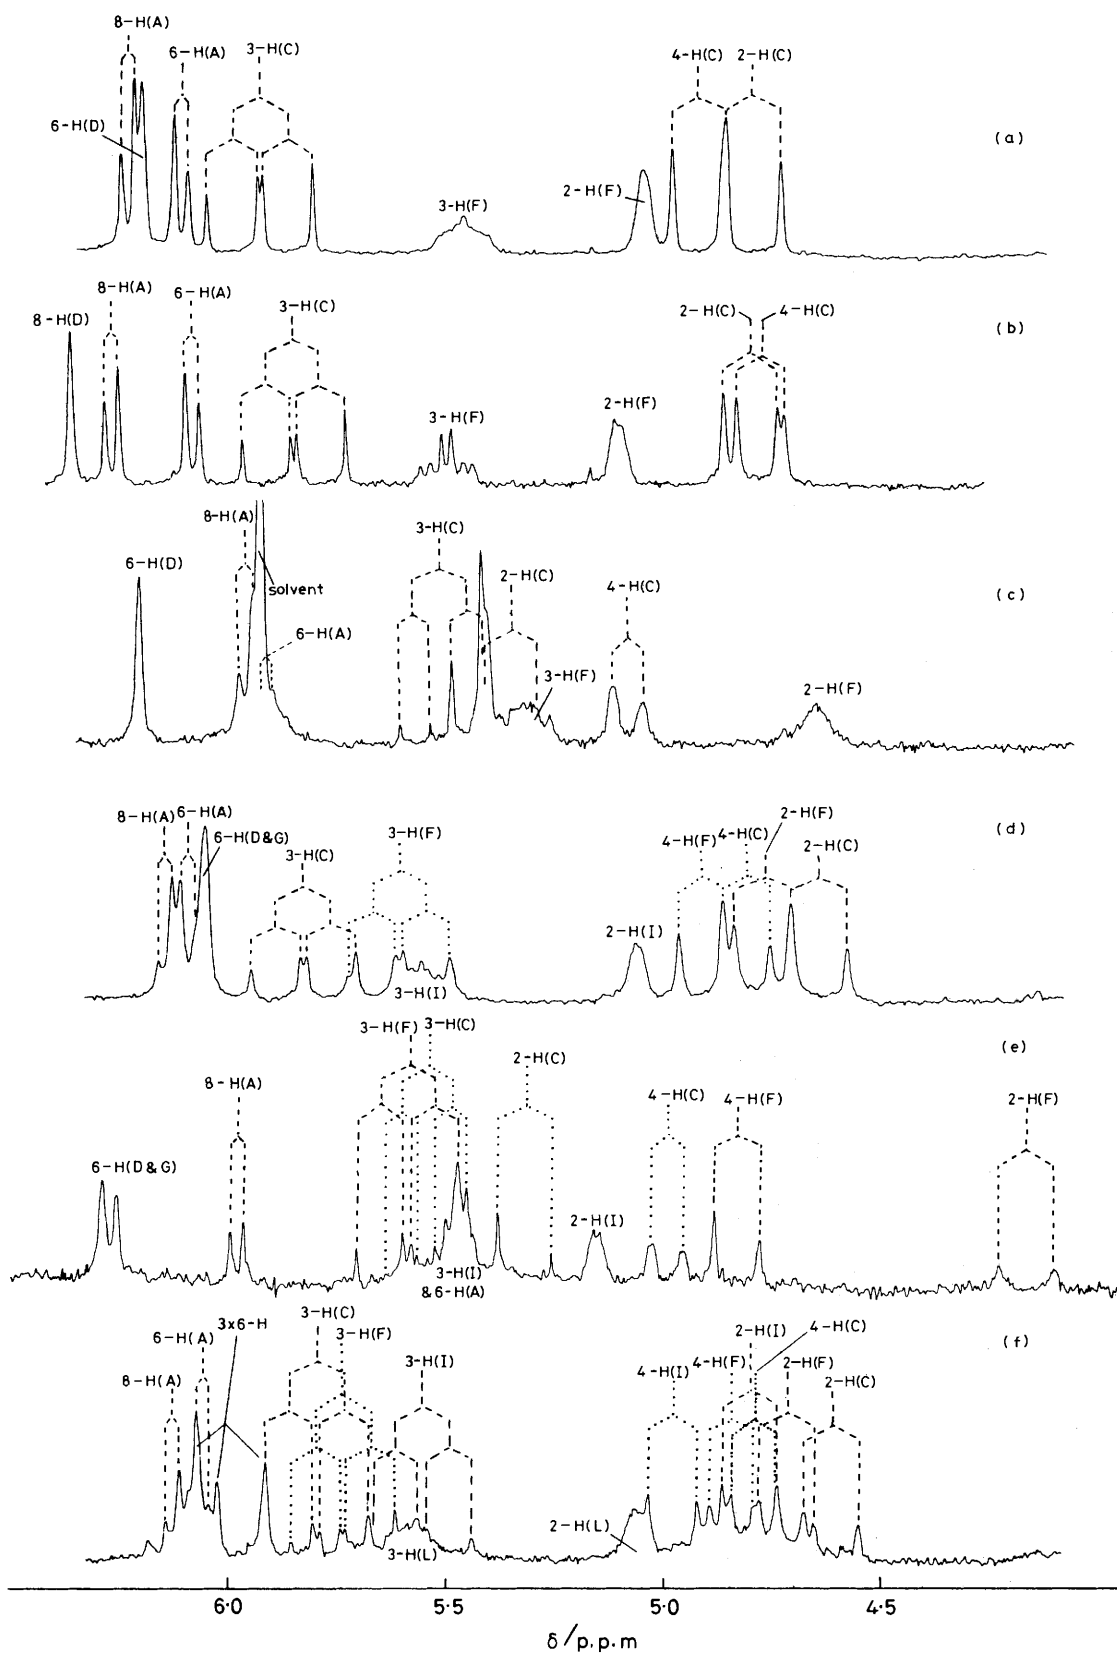 8-H(A)
6-H(A)
3-H(C)
4-H(C)
2-H(C)
6-H(D)
(a)
2-H(F)
3-H(F)
8-H(A)
6-H(A)
3-H(C)
2-H(C)
4-H(C)
8-H(D)
(b)
3-H(F)
2-H(F)
8-H(A)
3-H(C)
6-H(D)
solvent
2-H(C)
4-H(C)
(c)
6-H(A)
3-H(F)
2-H(F)
8-H(A)
6-H(A)
6-H(D&G)
3-H(C)
3-H(F)
4-H(F)
4-H(C)
2-H(F)
2-H(C)
(d)
2-H(I)
3-H(I)
3-H(F)
3-H(C)
2-H(C)
(e)
8-H(A)
4-H(C)
4-H(F)
2-H(F)
6-H(D&G)
2-H(I)
3-H(I)
&6-H(A)
6-H(A)
3x6-H
3-H(C)
3-H(F)
2-H(I)
4-H(C)
(f)
8-H(A)
3-H(I)
4-H(I)
4-H(F)
2-H(F)
2-H(C)
2-H(L)
3-H(L)
6·0
5·5
5·0
4·5
δ/p.p.m